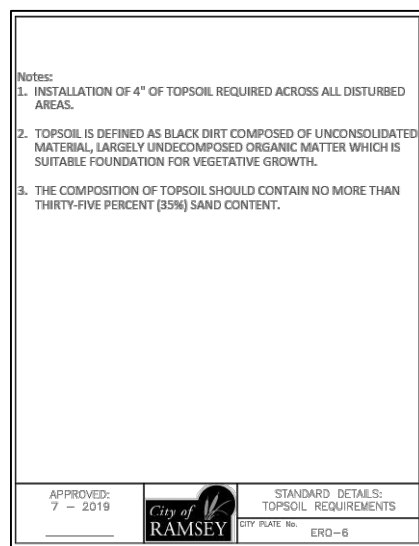 Notes:
1. INSTALLATION OF 4" OF TOPSOIL REQUIRED ACROSS ALL DISTURBED
AREAS.
2. TOPSOIL IS DEFINED AS BLACK DIRT COMPOSED OF UNCONSOLIDATED
MATERIAL, LARGELY UNDECOMPOSED ORGANIC MATTER WHICH IS
SUITABLE FOUNDATION FOR VEGETATIVE GROWTH.
3. THE COMPOSITION OF TOPSOIL SHOULD CONTAIN NO MORE THAN
THIRTY-FIVE PERCENT (35%) SAND CONTENT.
APPROVED:
7 - 2019
City of
RAMSEY
STANDARD DETAILS:
TOPSOIL REQUIREMENTS
CITY PLATE No.
ERO-6